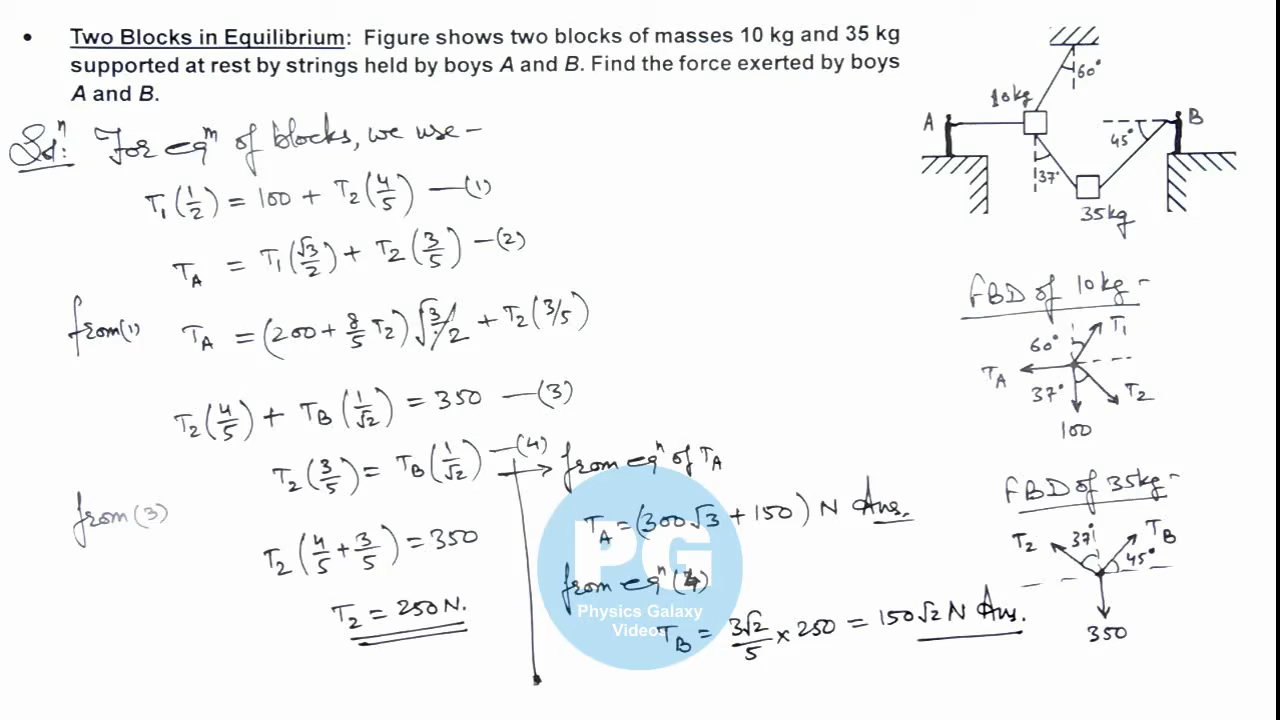 • Two Blocks in Equilibrium: Figure shows two blocks of masses 10 kg and 35 kg
supported at rest by strings held by boys A and B. Find the force exerted by boys
A and B.
Solⁿ: For eqᵐ of blocks, we use –
T₁(1/2) = 100 + T₂(4/5) —(1)
T_A = T₁(√3/2) + T₂(3/5) —(2)
from(1) T_A = (200 + 8/5 T₂)√3/2 + T₂(3/5)
T₂(4/5) + T_B(1/√2) = 350 —(3)
T₂(3/5) = T_B(1/√2) —(4)
from(3)
T₂(4/5 + 3/5) = 350
T₂ = 250 N.
from eqⁿ of T_A
T_A = (300√3 + 150) N Ans.
from eqⁿ (4)
T_B = 3√2/5 × 250 = 150√2 N Ans.
PG
Physics Galaxy
Videos
60°
10kg
A
B
45°
37°
35kg
FBD of 10kg –
60°
T₁
T_A
37°
T₂
100
FBD of 35kg –
T₂
37°
T_B
45°
350